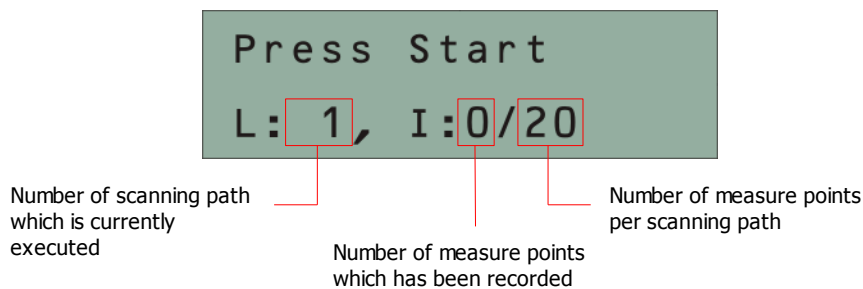 Press Start
L: 1, I:0/20
Number of scanning path
which is currently
executed
Number of measure points
which has been recorded
Number of measure points
per scanning path